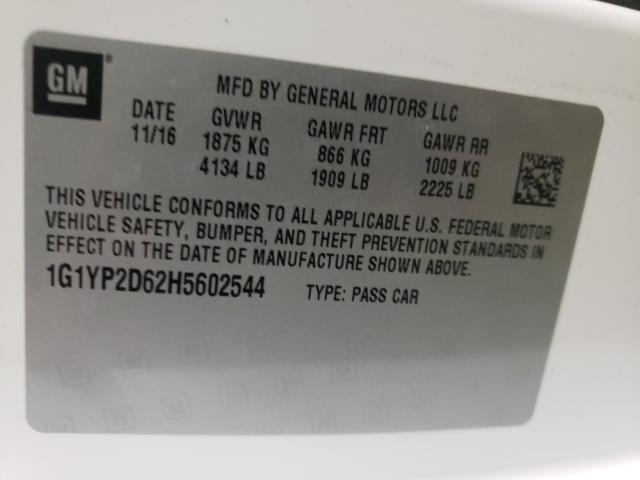 GM ®
MFD BY GENERAL MOTORS LLC
DATE GVWR GAWR FRT GAWR RR
11/16 1875 KG 866 KG 1009 KG
4134 LB 1909 LB 2225 LB
THIS VEHICLE CONFORMS TO ALL APPLICABLE U.S. FEDERAL MOTOR
VEHICLE SAFETY, BUMPER, AND THEFT PREVENTION STANDARDS IN
EFFECT ON THE DATE OF MANUFACTURE SHOWN ABOVE.
1G1YP2D62H5602544 TYPE: PASS CAR